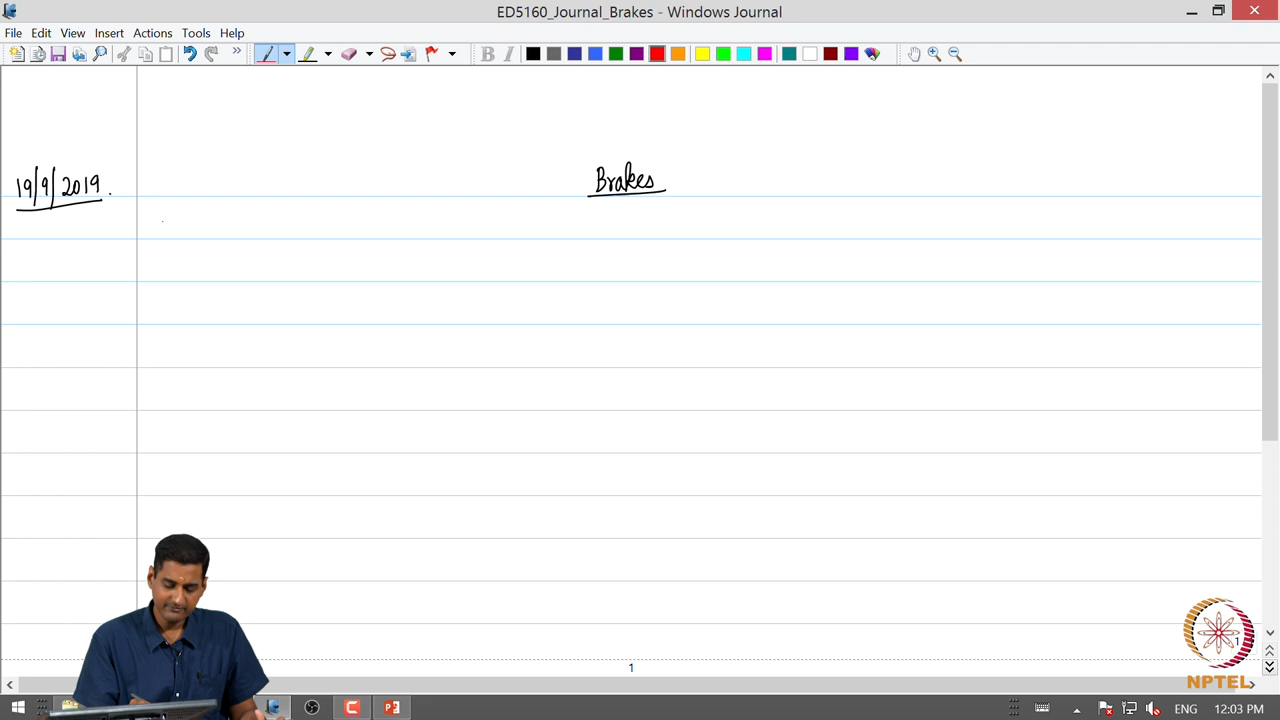 ED5160_Journal_Brakes - Windows Journal
File Edit View Insert Actions Tools Help
B I
19/9/2019.
Brakes
1
1
NPTEL
ENG 12:03 PM